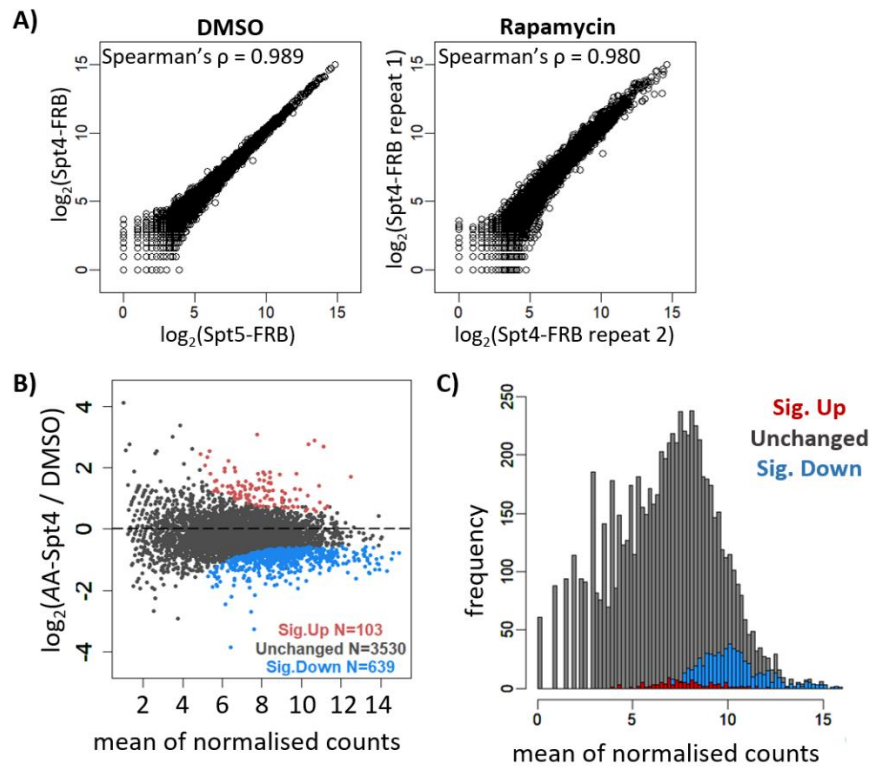 A)
DMSO
Rapamycin
Spearman's ρ = 0.989
Spearman's ρ = 0.980
log₂(Spt4-FRB)
15
10
5
0
0 5 10 15
log₂(Spt5-FRB)
log₂(Spt4-FRB repeat 1)
15
10
5
0
0 5 10 15
log₂(Spt4-FRB repeat 2)
B)
log₂(AA-Spt4 / DMSO)
4
2
0
-2
-4
Sig.Up N=103
Unchanged N=3530
Sig.Down N=639
2 4 6 8 10 12 14
mean of normalised counts
C)
Sig. Up
Unchanged
Sig. Down
frequency
250
200
150
100
50
0
0 5 10 15
mean of normalised counts